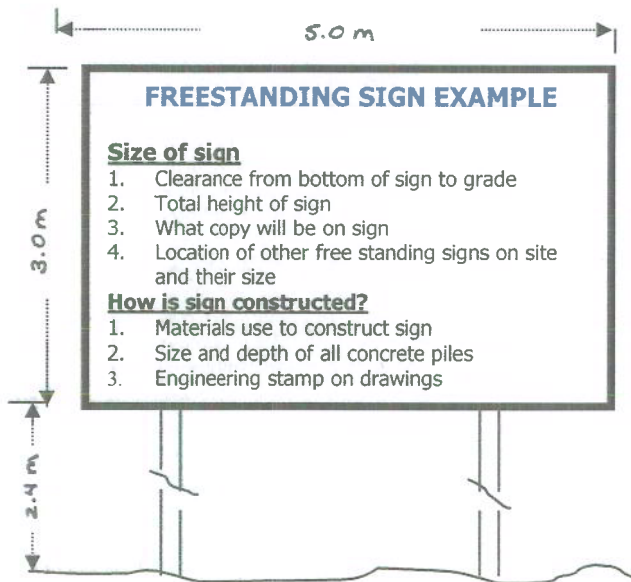 5.0 m
FREESTANDING SIGN EXAMPLE
Size of sign
1. Clearance from bottom of sign to grade
2. Total height of sign
3. What copy will be on sign
4. Location of other free standing signs on site
and their size
How is sign constructed?
1. Materials use to construct sign
2. Size and depth of all concrete piles
3. Engineering stamp on drawings
3.0 m
2.4 m